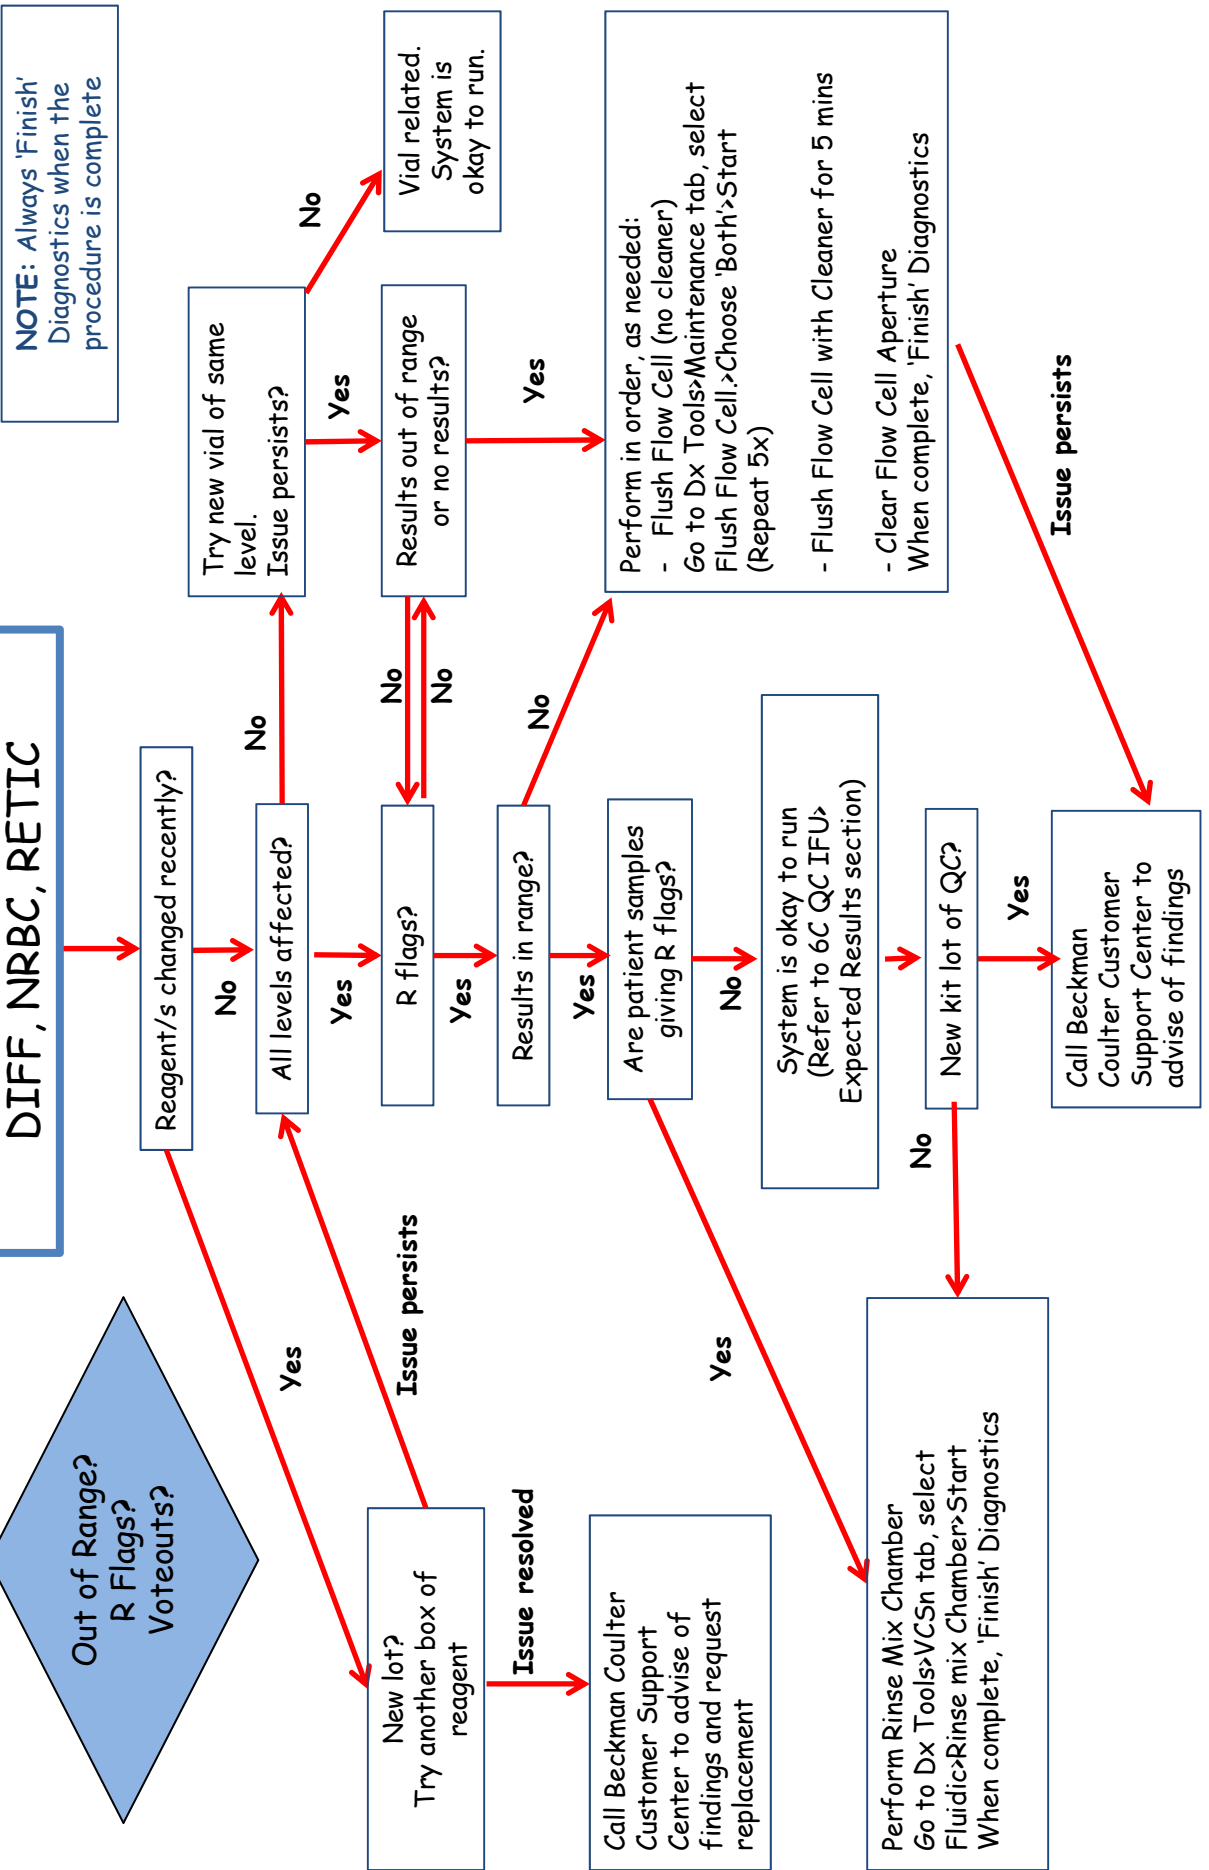 DIFF, NRBC, RETIC
Out of Range?
R Flags?
Voteouts?
NOTE: Always 'Finish'
Diagnostics when the
procedure is complete
Reagent/s changed recently?
Yes
No
New lot?
Try another box of
reagent
Issue persists
Issue resolved
Call Beckman Coulter
Customer Support
Center to advise of
findings and request
replacement
All levels affected?
No
Yes
Try new vial of same
level.
Issue persists?
No
Yes
Vial related.
System is
okay to run.
R flags?
No
No
Yes
Results out of range
or no results?
Yes
Results in range?
No
Yes
Perform in order, as needed:
- Flush Flow Cell (no cleaner)
Go to Dx Tools>Maintenance tab, select
Flush Flow Cell.>Choose 'Both'>Start
(Repeat 5x)
- Flush Flow Cell with Cleaner for 5 mins
- Clear Flow Cell Aperture
When complete, 'Finish' Diagnostics
Issue persists
Are patient samples
giving R flags?
Yes
No
System is okay to run
(Refer to 6C QC IFU>
Expected Results section)
New kit lot of QC?
No
Yes
Perform Rinse Mix Chamber
Go to Dx Tools>VCSn tab, select
Fluidic>Rinse mix Chamber>Start
When complete, 'Finish' Diagnostics
Call Beckman
Coulter Customer
Support Center to
advise of findings